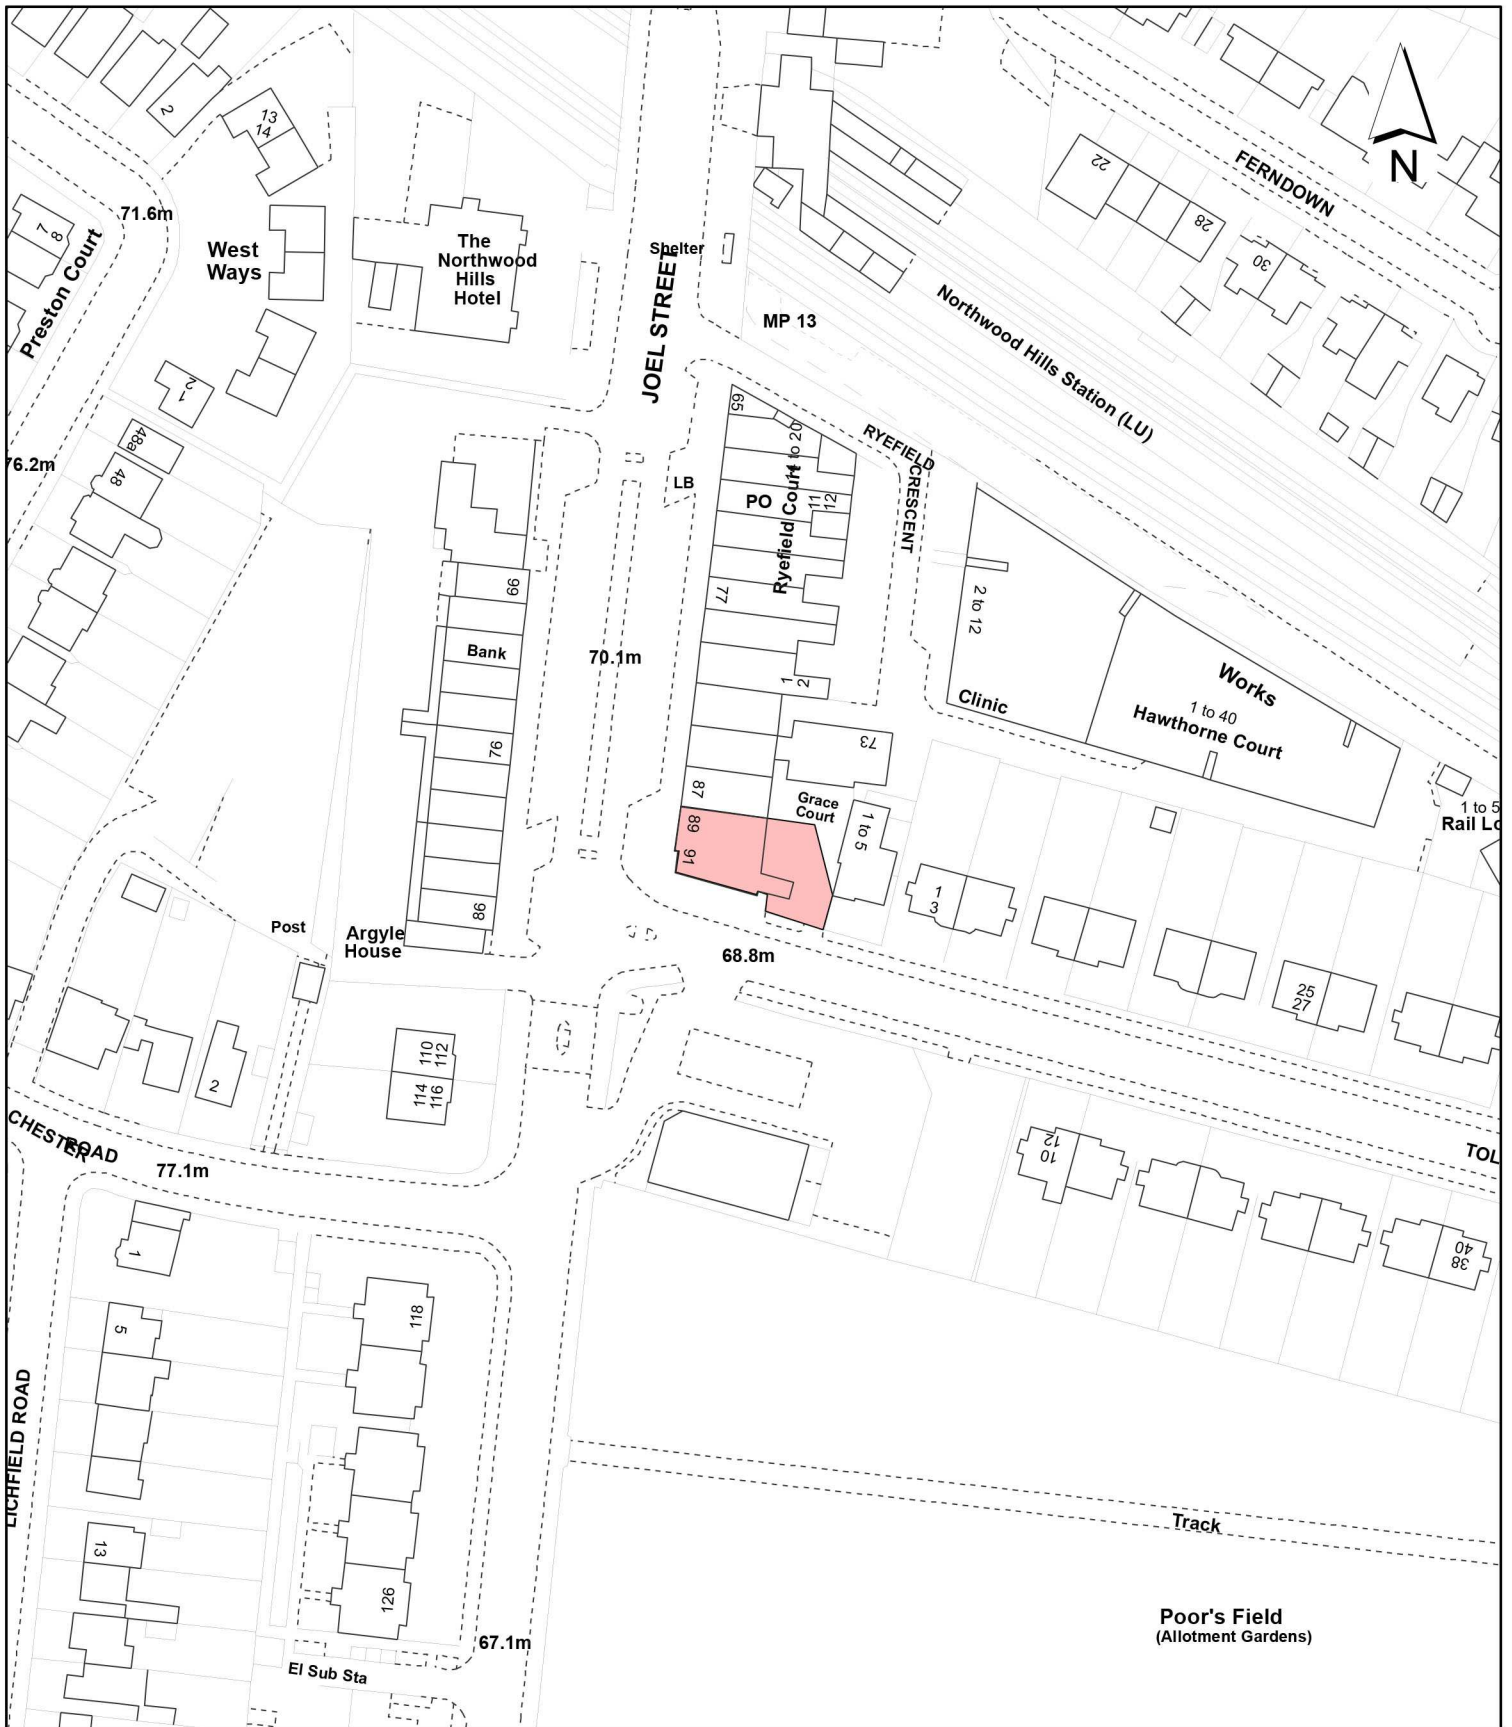 2
13
14
N
FERNDOWN
22
28
30
7
8
71.6m
Preston Court
West
Ways
The
Northwood
Hills
Hotel
Shelter
JOEL STREET
MP 13
Northwood Hills Station (LU)
2
1
48a
48
76.2m
65
RYEFIELD
CRESCENT
Ryefield Court
1 to 20
LB
PO
11
12
66
77
2 to 12
Bank
70.1m
1
2
Clinic
Works
1 to 40
Hawthorne Court
76
73
87
Grace
Court
89
91
1 to 5
1 to 5
Rail Lo
98
1
3
Post
Argyle
House
68.8m
25
27
110
112
114
116
2
CHESTER
ROAD
77.1m
12
10
TOL
40
38
1
118
5
LICHFIELD ROAD
13
126
Track
67.1m
El Sub Sta
Poor's Field
(Allotment Gardens)